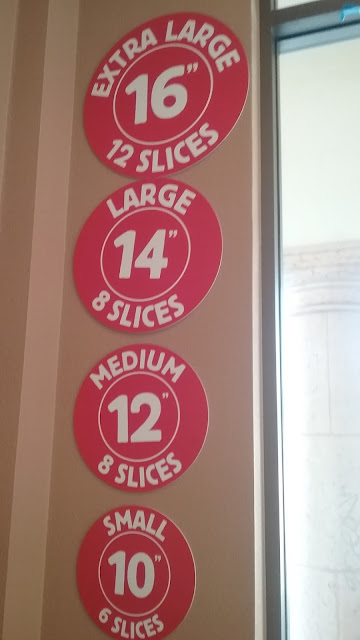 EXTRA LARGE
16"
12 SLICES
LARGE
14"
8 SLICES
MEDIUM
12"
8 SLICES
SMALL
10"
6 SLICES